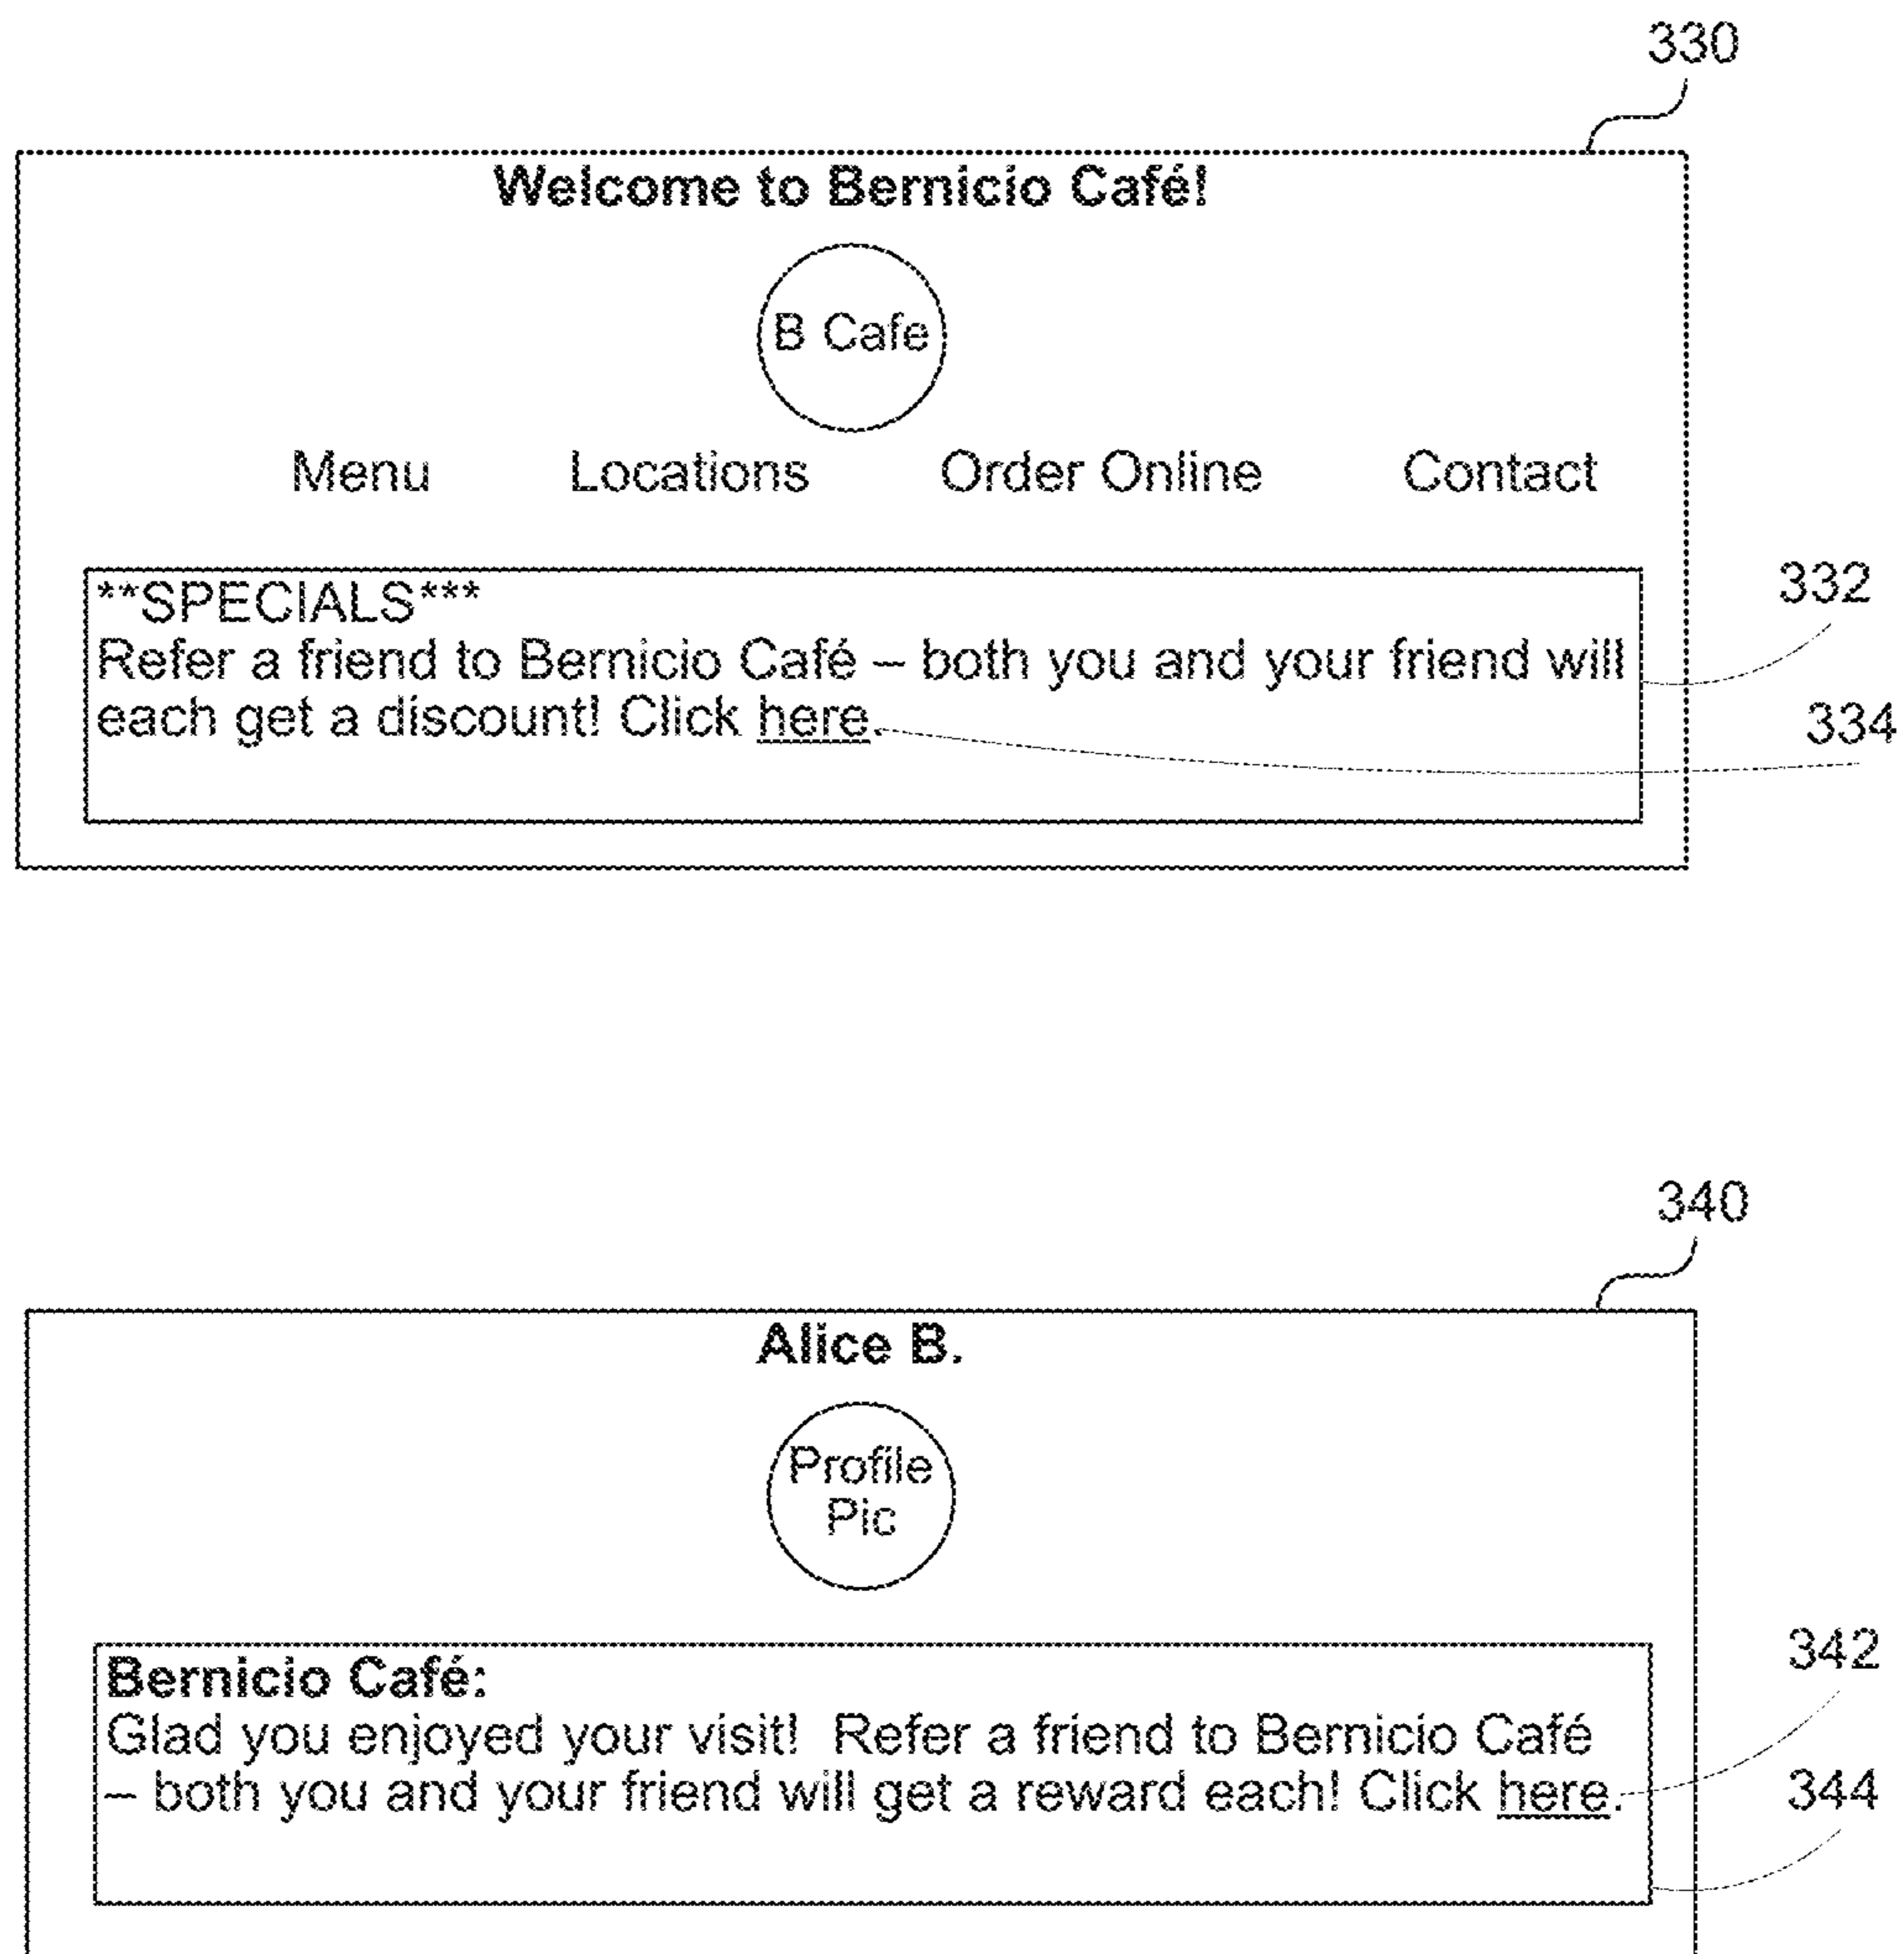 330
Welcome to Bernicio Café!
B Cafe
Menu Locations Order Online Contact
**SPECIALS***
332
Refer a friend to Bernicio Café – both you and your friend will
each get a discount! Click here.
334
340
Alice B.
Profile
Pic
342
Bernicio Café:
Glad you enjoyed your visit! Refer a friend to Bernicio Café
– both you and your friend will get a reward each! Click here.
344